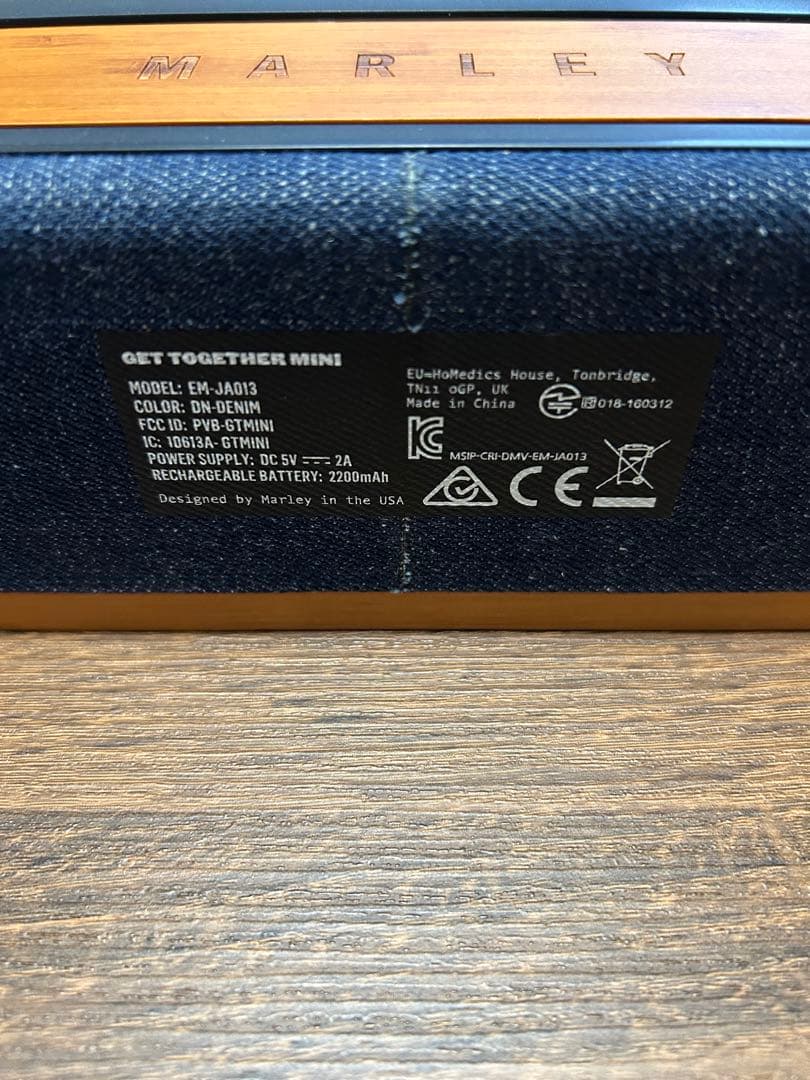 MARLEY
GET TOGETHER MINI
MODEL: EM-JA013
COLOR: DN-DENIM
FCC ID: PVB-GTMINI
IC: 10613A-GTMINI
POWER SUPPLY: DC 5V ⎓ 2A
RECHARGEABLE BATTERY: 2200mAh
Designed by Marley in the USA
EU=HoMedics House, Tonbridge,
TN11 oGP, UK
Made in China
R 018-160312
MSIP-CRI-DMV-EM-JA013
CE